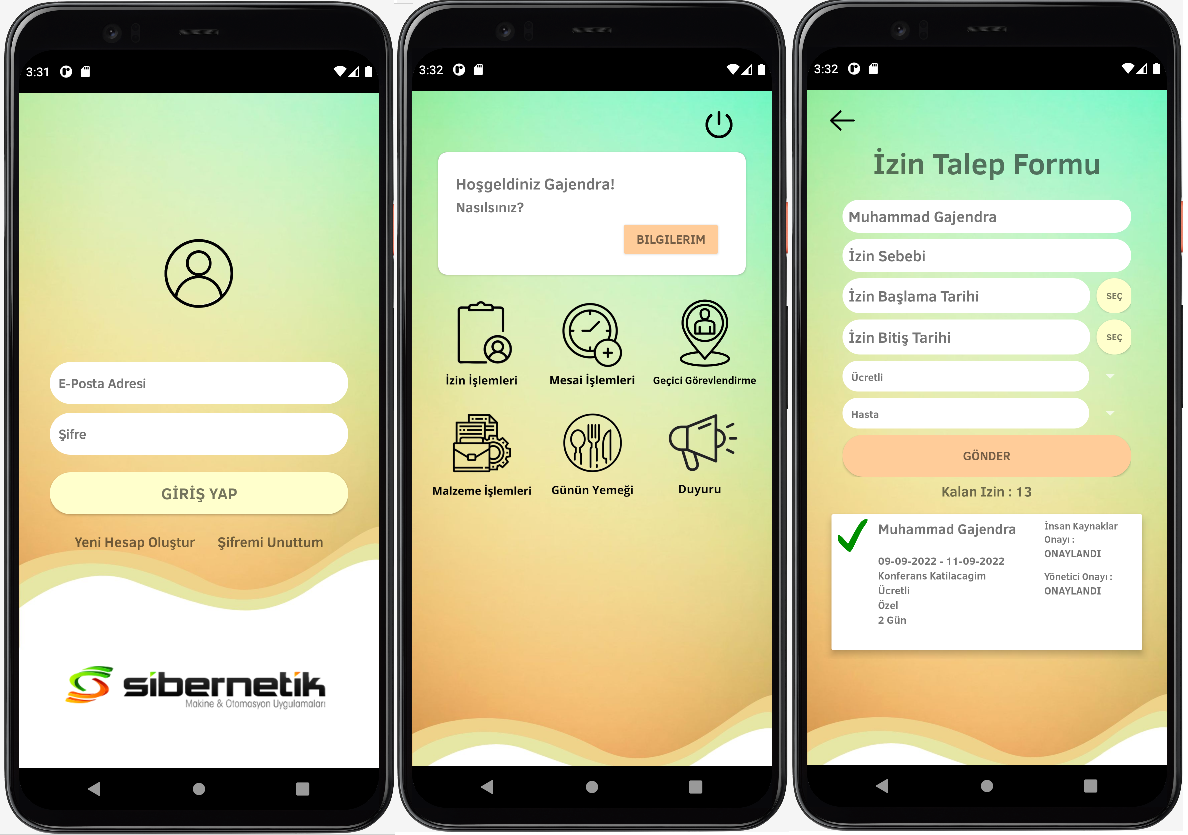 3:31
E-Posta Adresi
Şifre
GİRİŞ YAP
Yeni Hesap Oluştur Şifremi Unuttum
sibernetik
Makine & Otomasyon Uygulamaları
3:32
Hoşgeldiniz Gajendra!
Nasılsınız?
BILGILERIM
İzin İşlemleri Mesai İşlemleri Geçici Görevlendirme
Malzeme İşlemleri Günün Yemeği Duyuru
3:32
İzin Talep Formu
Muhammad Gajendra
İzin Sebebi
İzin Başlama Tarihi SEÇ
İzin Bitiş Tarihi SEÇ
Ücretli
Hasta
GÖNDER
Kalan Izin : 13
Muhammad Gajendra
09-09-2022 - 11-09-2022
Konferans Katilacagim
Ücretli
Özel
2 Gün
İnsan Kaynaklar
Onayı :
ONAYLANDI
Yönetici Onayı :
ONAYLANDI